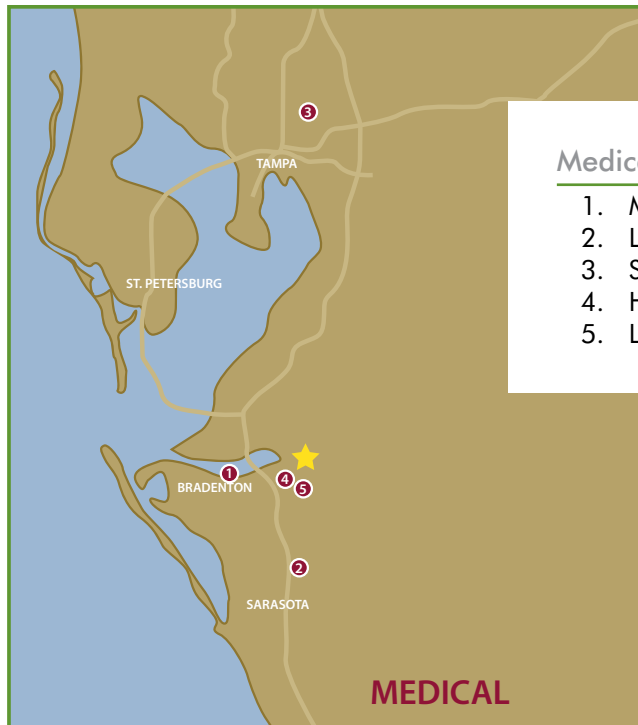 3
TAMPA
Medic
1. M
2. L
3. S
4. H
5. L
ST. PETERSBURG
1
BRADENTON
4
5
2
SARASOTA
MEDICAL